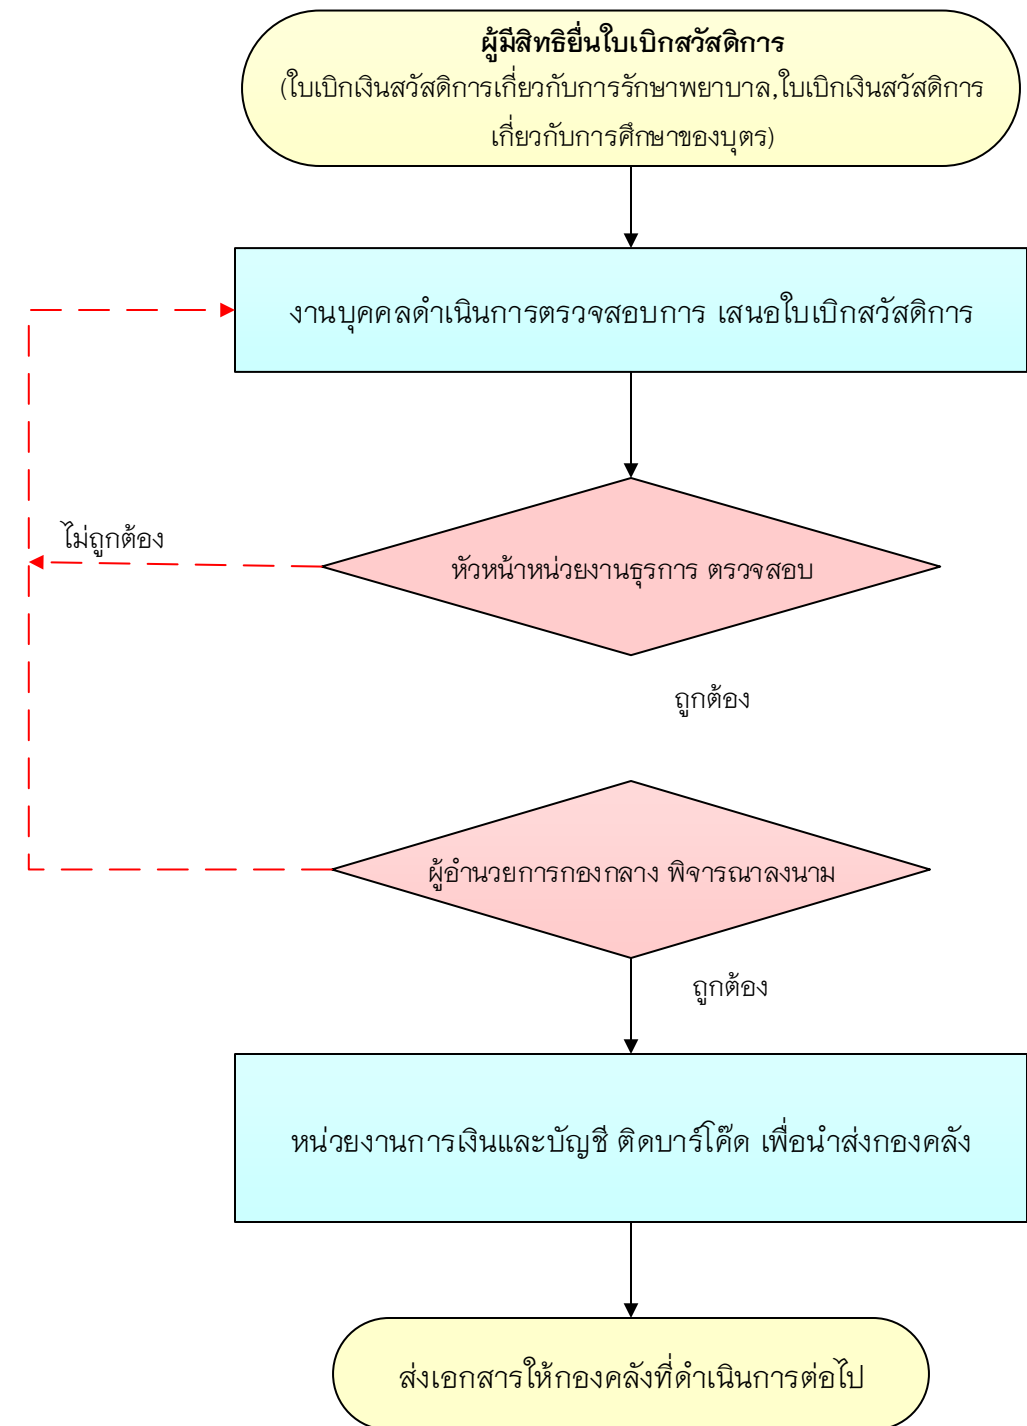 ผู้มีสิทธิยื่นใบเบิกสวัสดิการ
(ใบเบิกเงินสวัสดิการเกี่ยวกับการรักษาพยาบาล,ใบเบิกเงินสวัสดิการ
เกี่ยวกับการศึกษาของบุตร)
งานบุคคลดำเนินการตรวจสอบการ เสนอใบเบิกสวัสดิการ
ไม่ถูกต้อง
หัวหน้าหน่วยงานธุรการ ตรวจสอบ
ถูกต้อง
ผู้อำนวยการกองกลาง พิจารณาลงนาม
ถูกต้อง
หน่วยงานการเงินและบัญชี ติดบาร์โค๊ด เพื่อนำส่งกองคลัง
ส่งเอกสารให้กองคลังที่ดำเนินการต่อไป